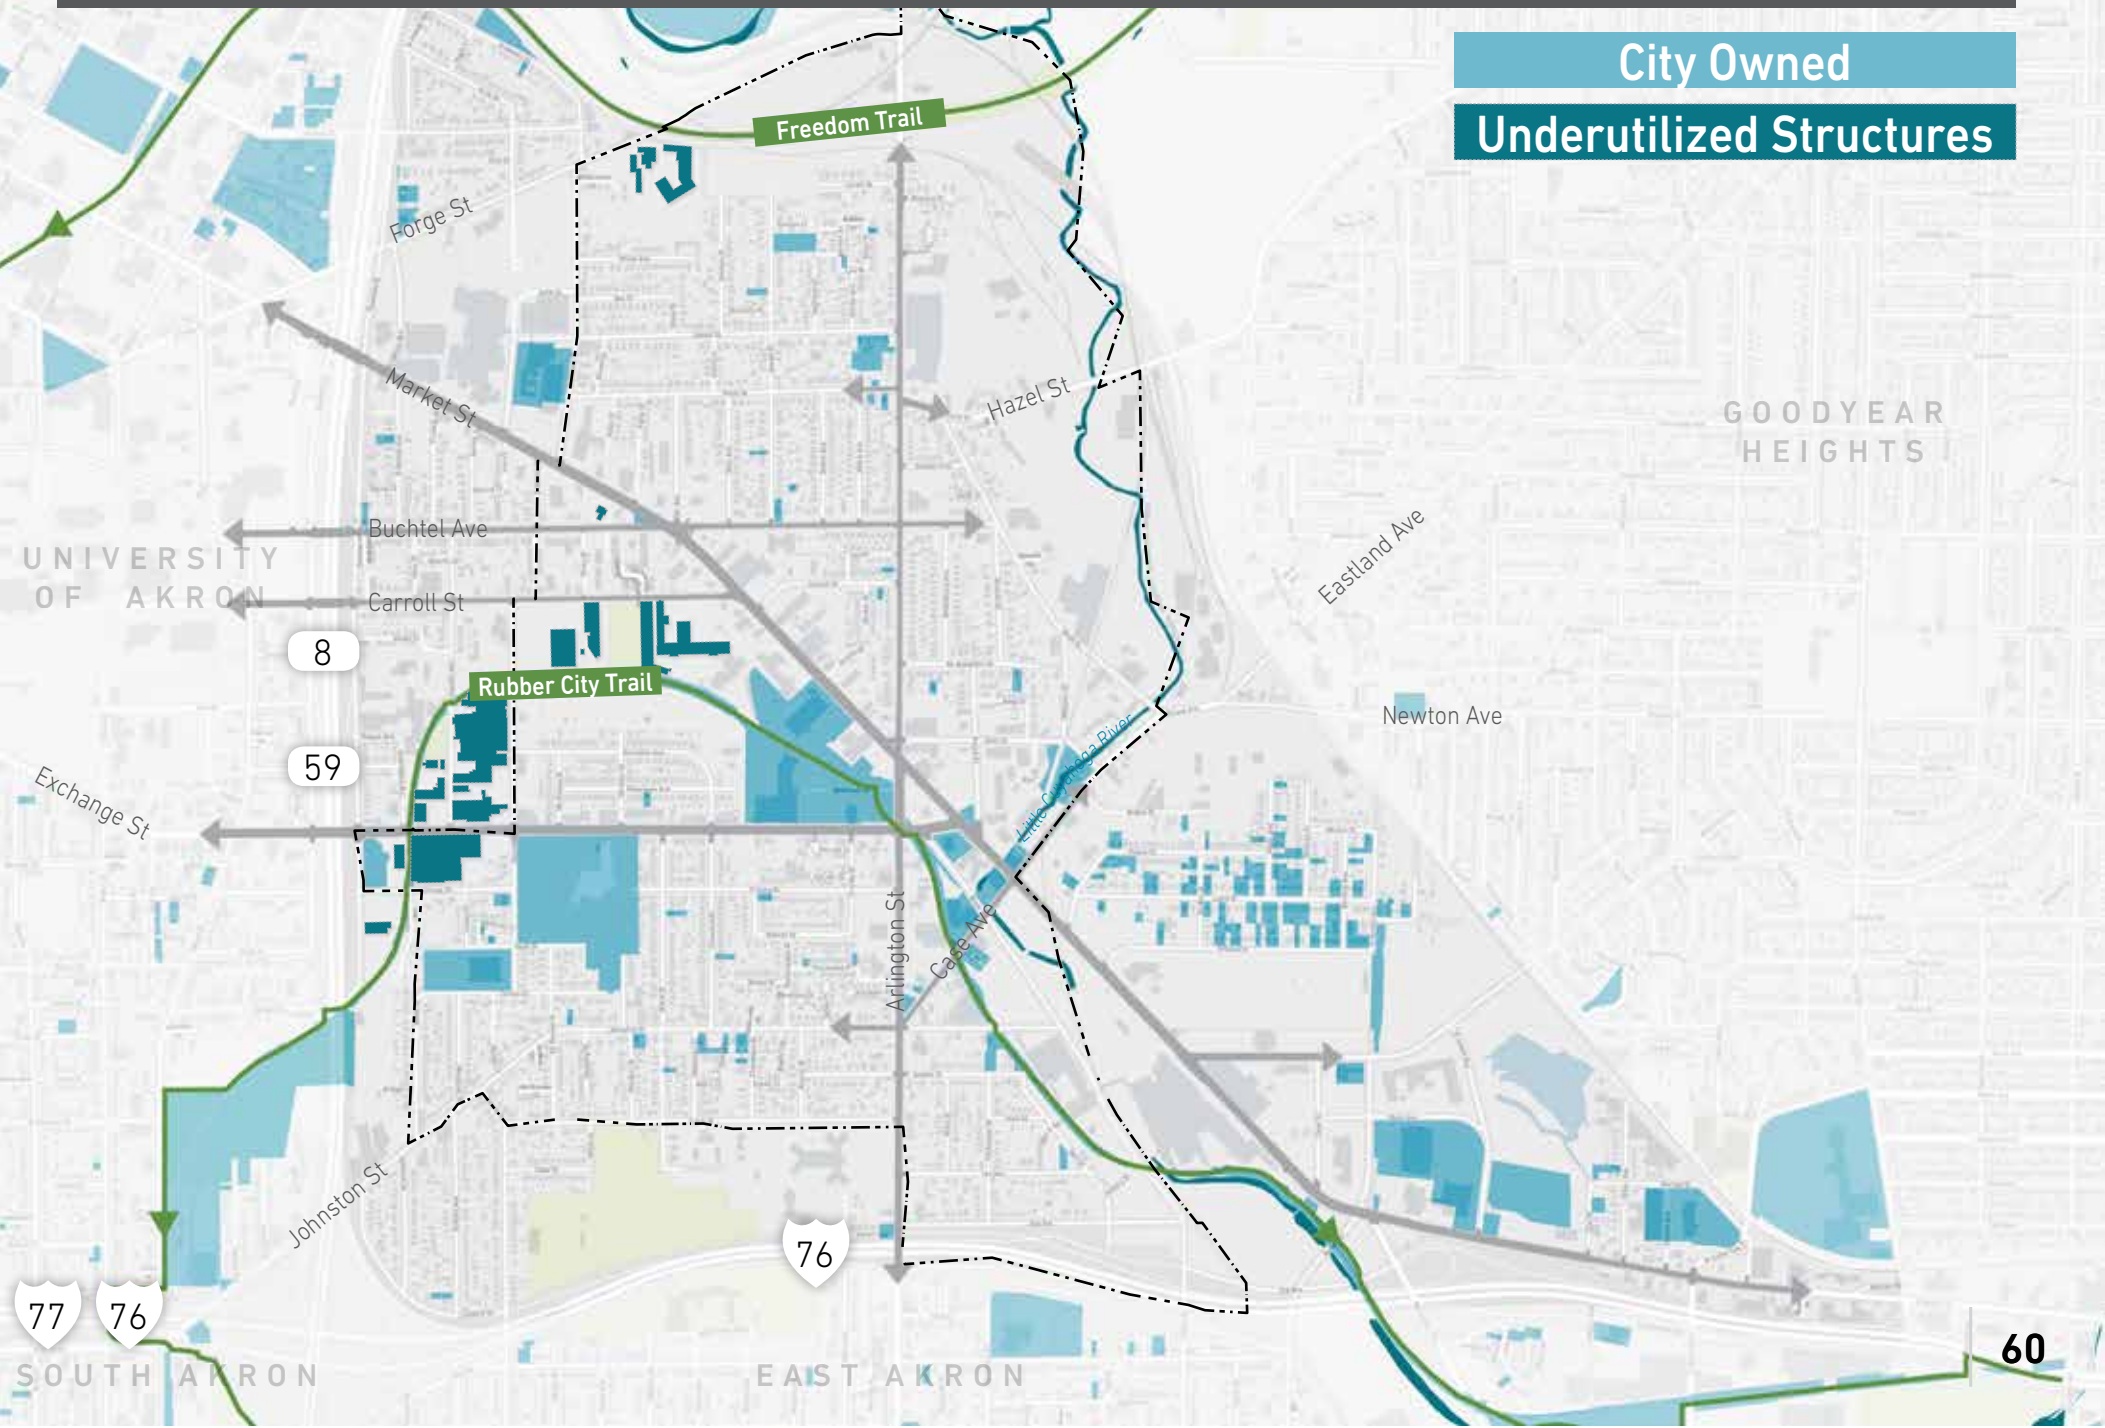 City Owned
Underutilized Structures
Freedom Trail
Forge St
Market St
Hazel St
GOODYEAR
HEIGHTS
Buchtel Ave
UNIVERSITY
OF AKRON
Eastland Ave
Carroll St
8
Rubber City Trail
Newton Ave
59
Little Cuyahoga River
Exchange St
Arlington St
Case Ave
Johnston St
76
77
76
60
SOUTH AKRON
EAST AKRON